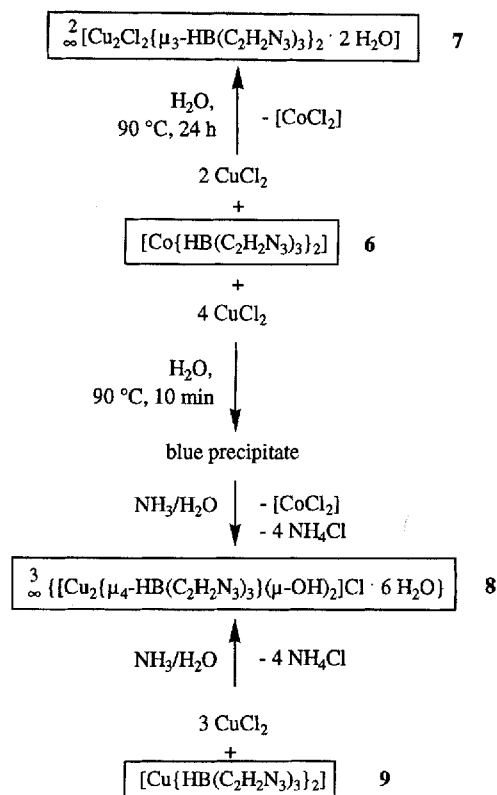 ²∞[Cu₂Cl₂{μ₃-HB(C₂H₂N₃)₃}₂ · 2 H₂O] 7
H₂O,
90 °C, 24 h - [CoCl₂]
2 CuCl₂
+
[Co{HB(C₂H₂N₃)₃}₂] 6
+
4 CuCl₂
H₂O,
90 °C, 10 min
blue precipitate
NH₃/H₂O - [CoCl₂]
- 4 NH₄Cl
³∞{[Cu₂{μ₄-HB(C₂H₂N₃)₃}(μ-OH)₂]Cl · 6 H₂O} 8
NH₃/H₂O - 4 NH₄Cl
3 CuCl₂
+
[Cu{HB(C₂H₂N₃)₃}₂] 9